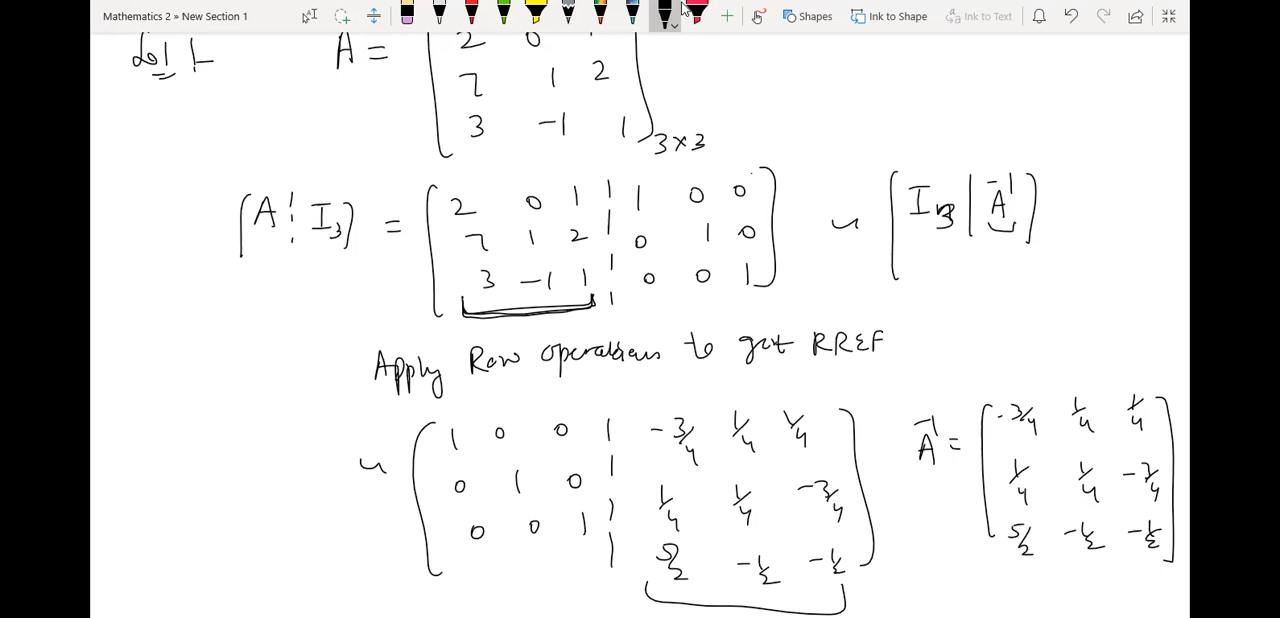 Mathematics 2 » New Section 1
Shapes
Ink to Shape
Ink to Text
A = [ 2 0
7 1 2
3 -1 1 ] 3×3
[A ¦ I3] = [ 2 0 1 ¦ 1 0 0
7 1 2 ¦ 0 1 0
3 -1 1 ¦ 0 0 1 ] ~ [ I3 | A^-1 ]
Apply Row operations to get RREF
~ [ 1 0 0 ¦ -3/4 1/4 1/4
0 1 0 ¦ 1/4 1/4 -3/4
0 0 1 ¦ 5/2 -1/2 -1/2 ]
A^-1 = [ -3/4 1/4 1/4
1/4 1/4 -3/4
5/2 -1/2 -1/2 ]